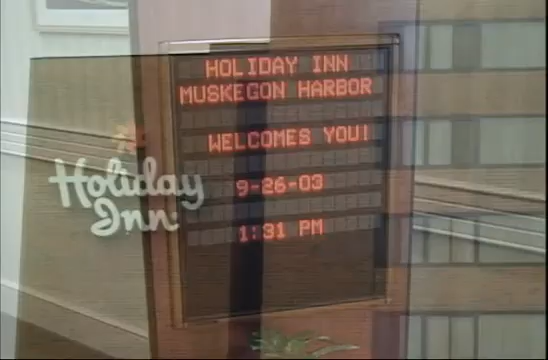 HOLIDAY INN
MUSKEGON HARBOR
WELCOMES YOU!
9-26-03
1:31 PM
Holiday
Inn